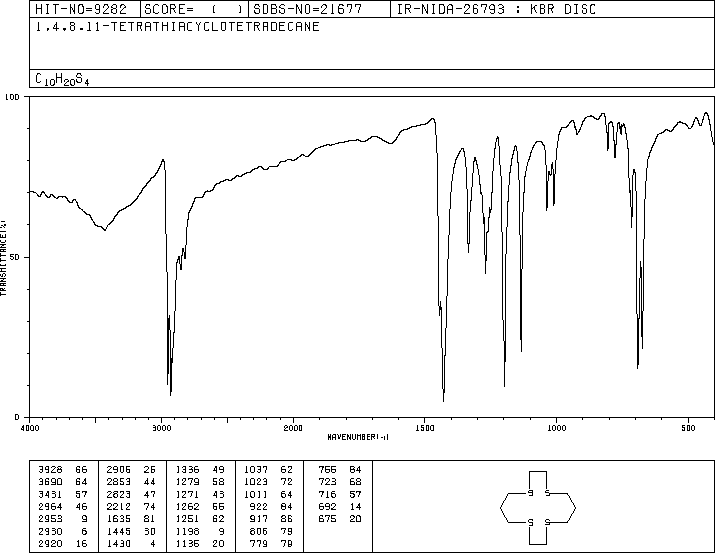 HIT-NO=9282 SCORE= ( ) SDBS-NO=21677 IR-NIDA-26793 : KBR DISC
1,4,8,11-TETRATHIACYCLOTETRADECANE
C10H20S4
100
TRANSMITTANCE(%)
50
0
4000 3000 2000 1500 1000 500
WAVENUMBER(-1)
3928 66 2906 26 1336 49 1037 62 766 84
3690 64 2853 44 1279 58 1023 72 723 68
3451 57 2823 47 1271 43 1011 64 716 57
2964 46 2212 74 1262 55 922 84 692 14
2953 9 1635 81 1251 62 917 86 675 20
2930 6 1445 30 1198 9 806 79
2920 16 1430 4 1135 20 779 79
S S
S S